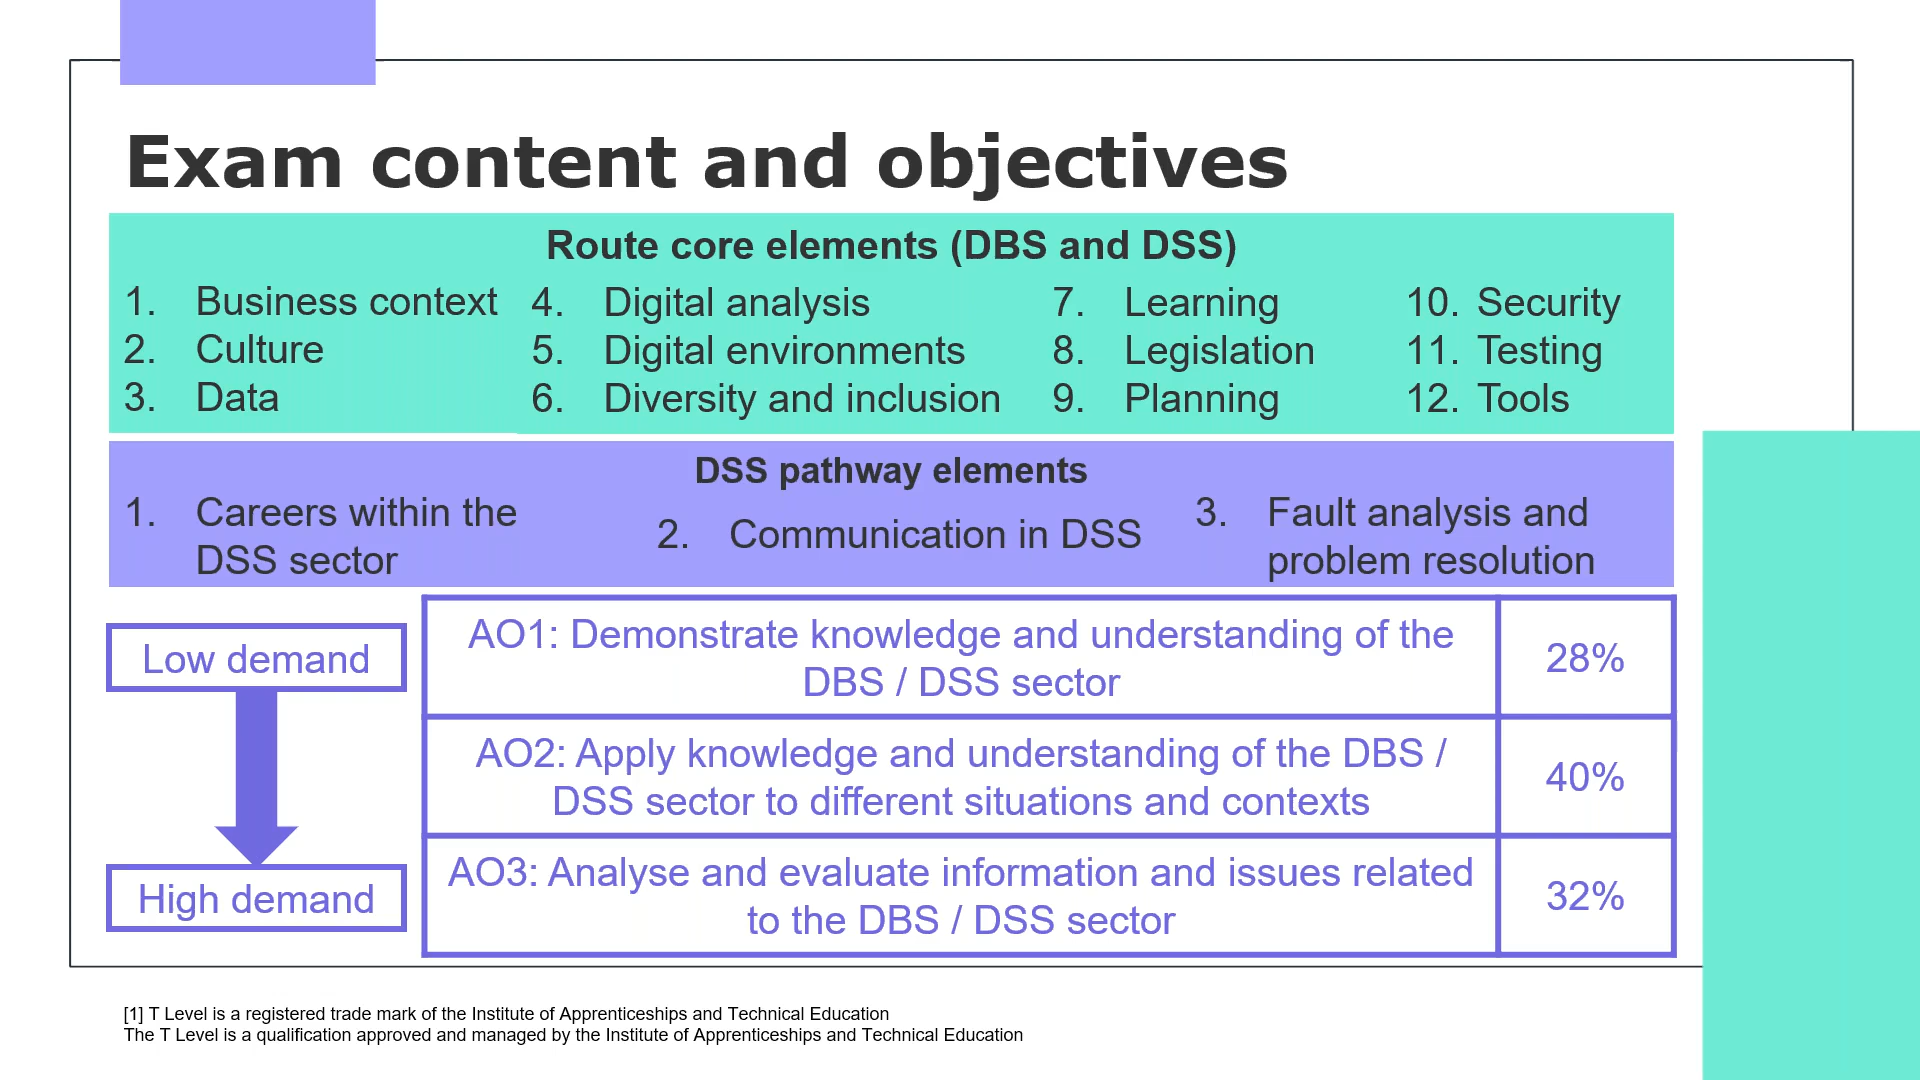 Exam content and objectives
Route core elements (DBS and DSS)
1. Business context
2. Culture
3. Data
4. Digital analysis
5. Digital environments
6. Diversity and inclusion
7. Learning
8. Legislation
9. Planning
10. Security
11. Testing
12. Tools
DSS pathway elements
1. Careers within the
DSS sector
2. Communication in DSS
3. Fault analysis and
problem resolution
Low demand
High demand
AO1: Demonstrate knowledge and understanding of the
DBS / DSS sector
28%
AO2: Apply knowledge and understanding of the DBS /
DSS sector to different situations and contexts
40%
AO3: Analyse and evaluate information and issues related
to the DBS / DSS sector
32%
[1] T Level is a registered trade mark of the Institute of Apprenticeships and Technical Education
The T Level is a qualification approved and managed by the Institute of Apprenticeships and Technical Education